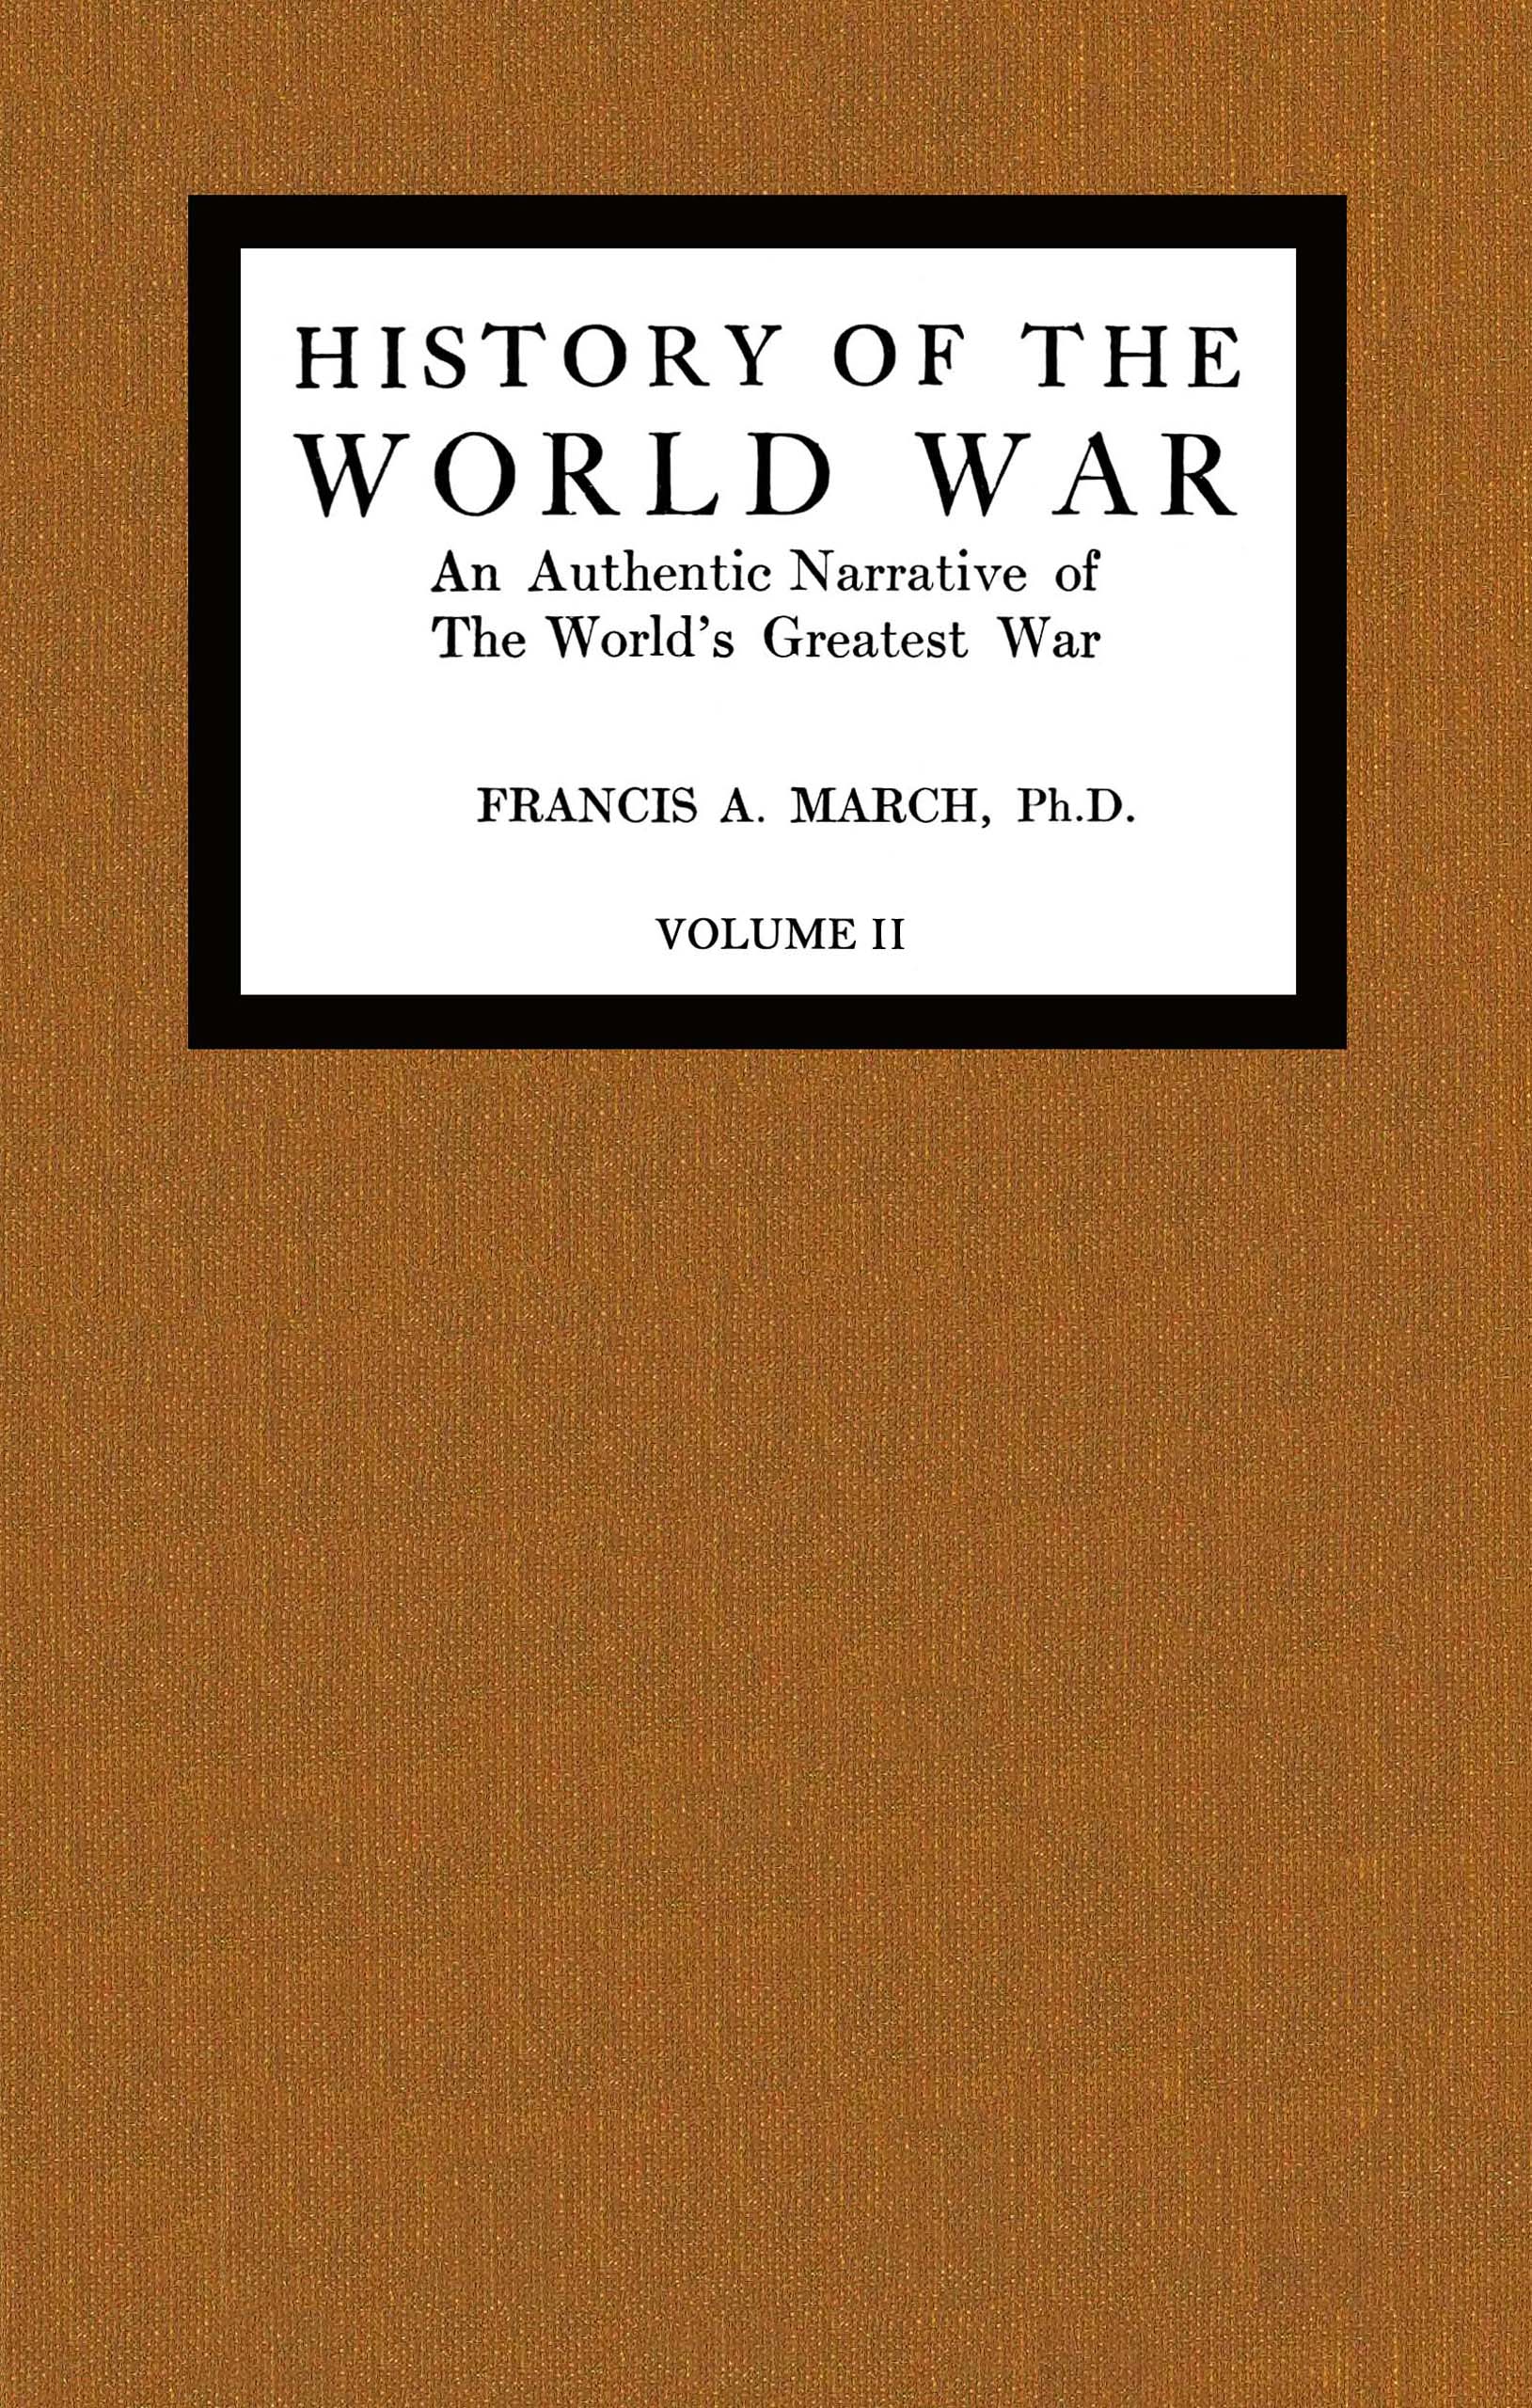 HISTORY OF THE
WORLD WAR
An Authentic Narrative of
The World's Greatest War
FRANCIS A. MARCH, Ph.D.
VOLUME II